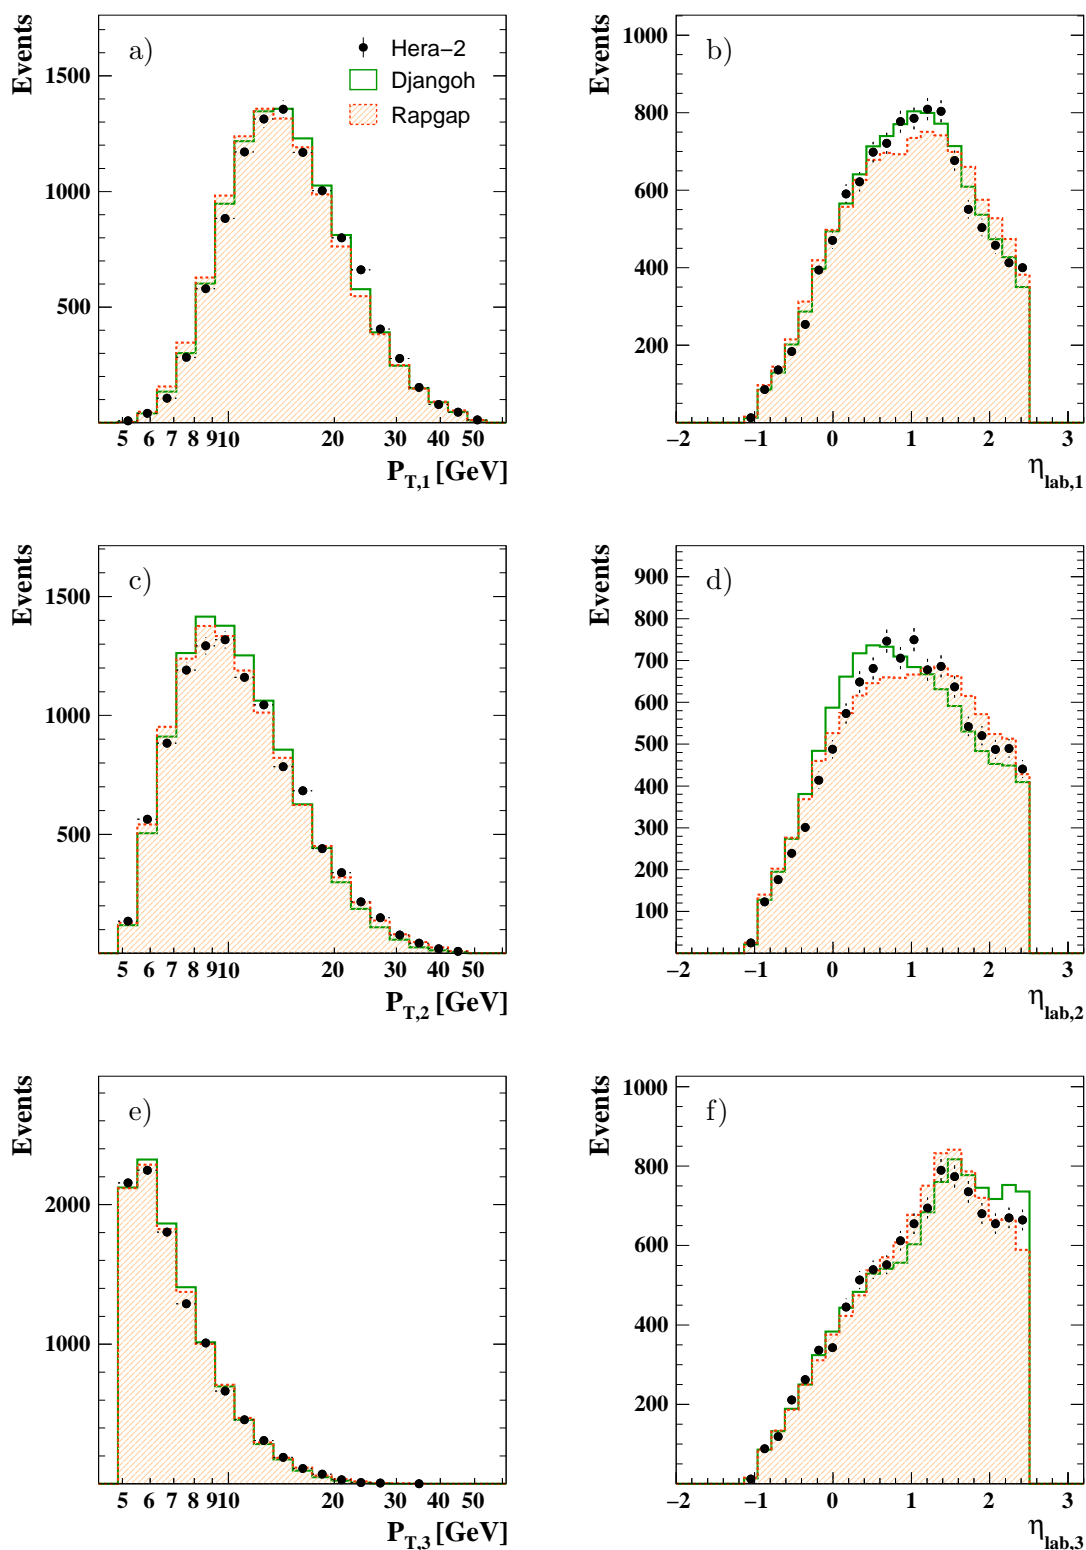 Events
a)
Hera−2
Djangoh
Rapgap
1500
1000
500
5 6 7 8 910 20 30 40 50
P_T,1 [GeV]
Events
b)
1000
800
600
400
200
−2 −1 0 1 2 3
η_lab,1
Events
c)
1500
1000
500
5 6 7 8 910 20 30 40 50
P_T,2 [GeV]
Events
d)
900
800
700
600
500
400
300
200
100
−2 −1 0 1 2 3
η_lab,2
Events
e)
2000
1000
5 6 7 8 910 20 30 40 50
P_T,3 [GeV]
Events
f)
1000
800
600
400
200
−2 −1 0 1 2 3
η_lab,3